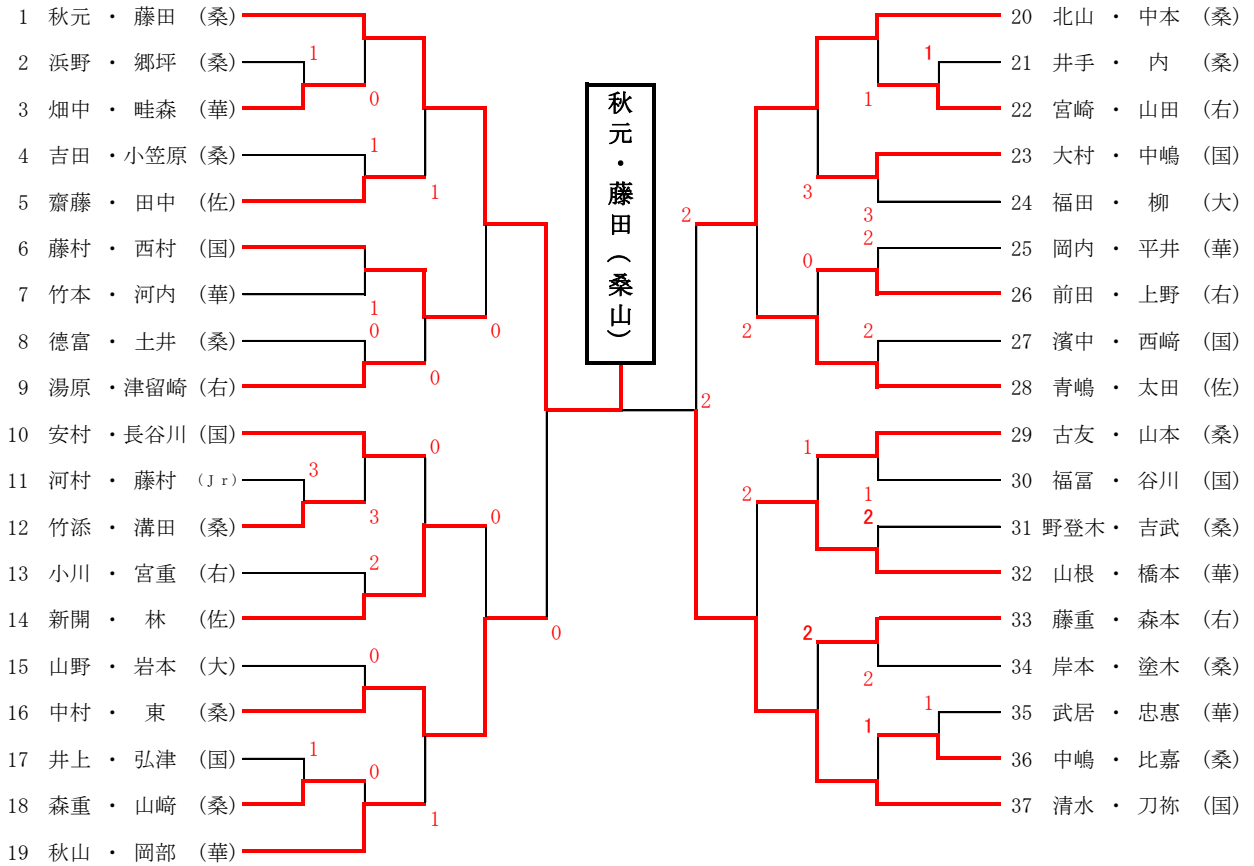 1 秋元 ・ 藤田 (桑)
2 浜野 ・ 郷坪 (桑)
1
3 畑中 ・ 畦森 (華)
0
4 吉田 ・小笠原 (桑)
1
5 齋藤 ・ 田中 (佐)
1
6 藤村 ・ 西村 (国)
7 竹本 ・ 河内 (華)
1
8 德富 ・ 土井 (桑)
0
0
9 湯原 ・津留崎 (右)
0
10 安村 ・長谷川 (国)
0
11 河村 ・ 藤村 (Jr)
3
12 竹添 ・ 溝田 (桑)
3
0
13 小川 ・ 宮重 (右)
2
14 新開 ・ 林 (佐)
0
15 山野 ・ 岩本 (大)
0
16 中村 ・ 東 (桑)
17 井上 ・ 弘津 (国)
1
0
18 森重 ・ 山﨑 (桑)
1
19 秋山 ・ 岡部 (華)
秋元・藤田(桑山)
20 北山 ・ 中本 (桑)
1
21 井手 ・ 内 (桑)
1
22 宮崎 ・ 山田 (右)
23 大村 ・ 中嶋 (国)
3
24 福田 ・ 柳 (大)
3
2
2
25 岡内 ・ 平井 (華)
0
26 前田 ・ 上野 (右)
2
2
27 濱中 ・ 西﨑 (国)
28 青嶋 ・ 太田 (佐)
2
29 古友 ・ 山本 (桑)
1
30 福冨 ・ 谷川 (国)
2
1
31 野登木・ 吉武 (桑)
2
32 山根 ・ 橋本 (華)
33 藤重 ・ 森本 (右)
2
34 岸本 ・ 塗木 (桑)
2
35 武居 ・ 忠惠 (華)
1
1
36 中嶋 ・ 比嘉 (桑)
37 清水 ・ 刀祢 (国)